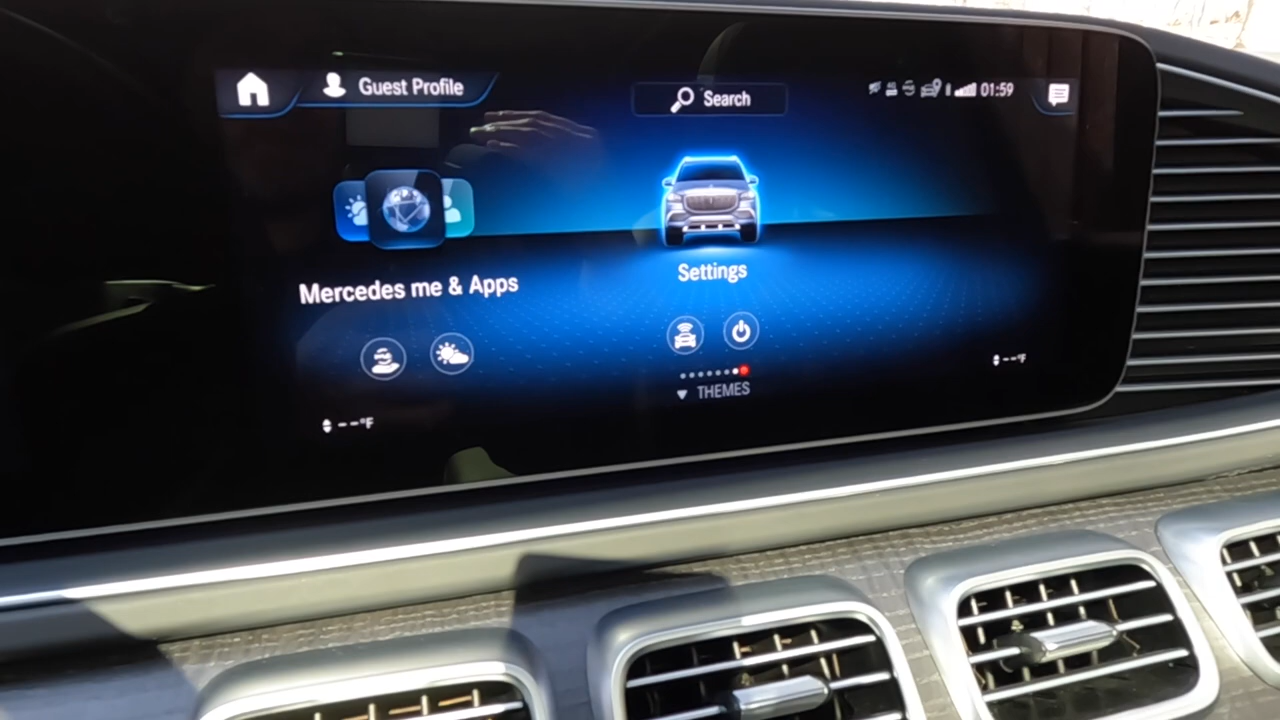 Guest Profile
Search
01:59
Mercedes me & Apps
Settings
THEMES
--°F
--°F